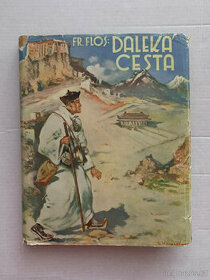 FR. FLOS:
DALEKÁ
CESTA